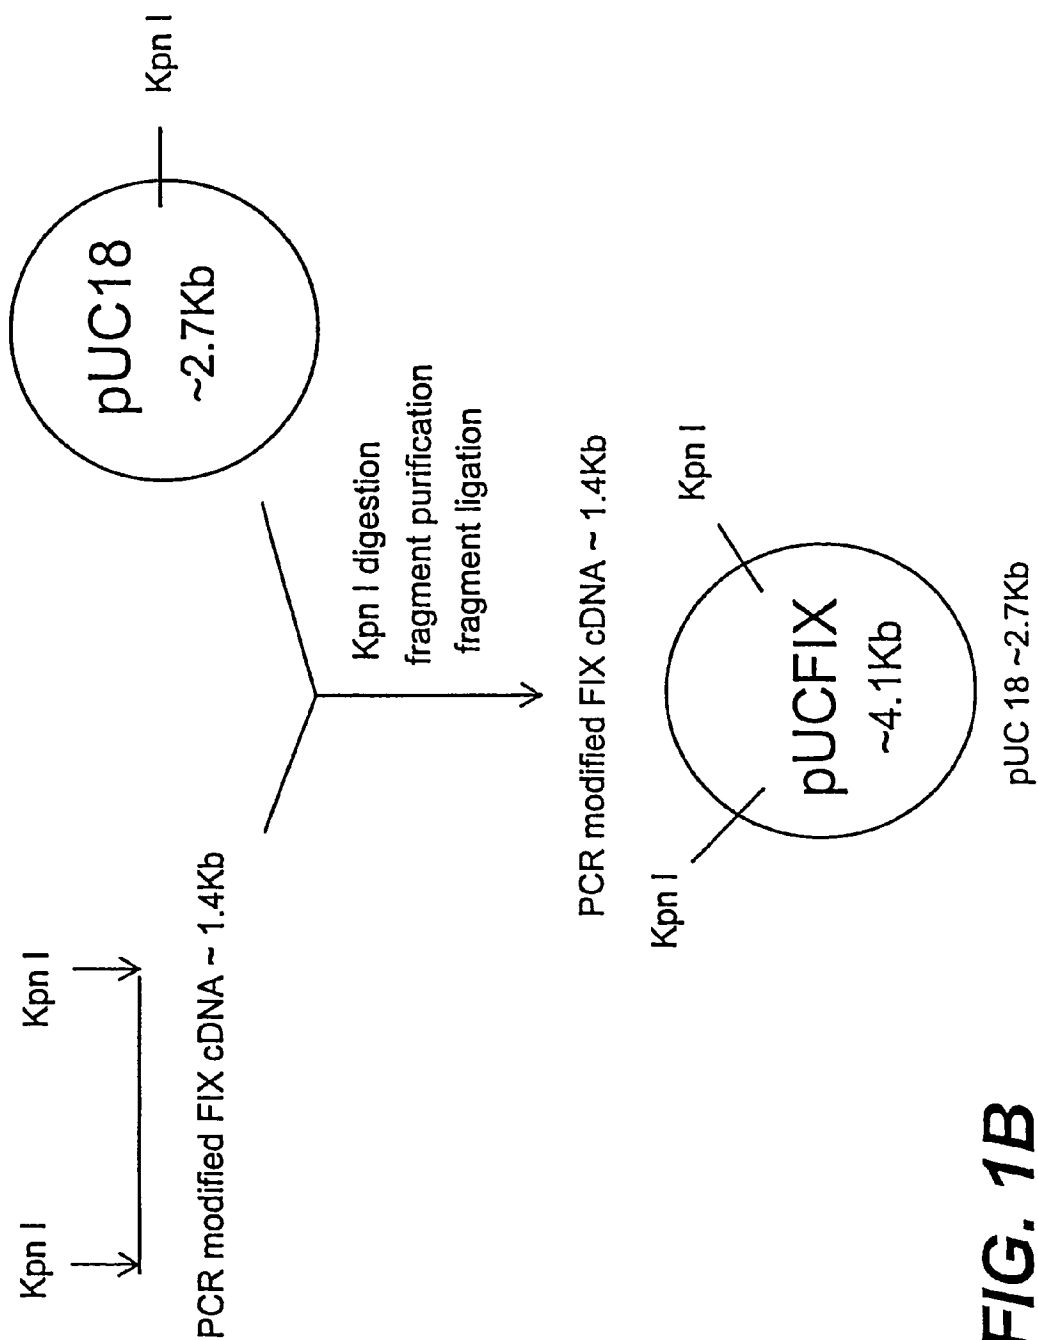 Kpn I
Kpn I
PCR modified FIX cDNA ~ 1.4Kb
pUC18
~2.7Kb
Kpn I
Kpn I digestion
fragment purification
fragment ligation
PCR modified FIX cDNA ~ 1.4Kb
Kpn I
Kpn I
pUCFIX
~4.1Kb
pUC 18 ~2.7Kb
FIG. 1B